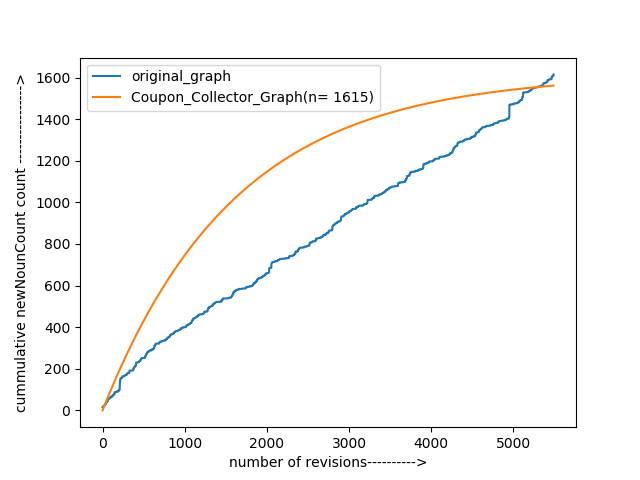 original_graph
Coupon_Collector_Graph(n= 1615)
1600
1400
1200
1000
800
600
400
200
0
cummulative newNounCount count ----------------->
0 1000 2000 3000 4000 5000
number of revisions---------->